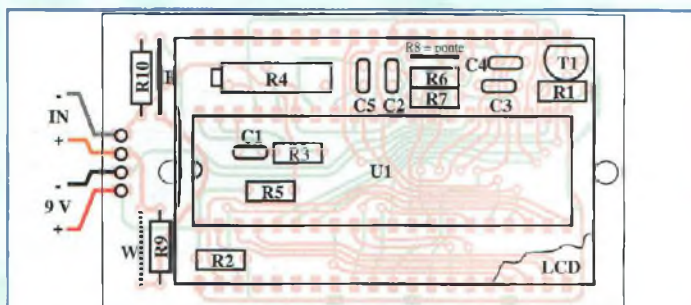 R8 = ponte
R10
R4
C5
C2
R6
R7
C4
C3
T1
R1
-
IN
+
-
9 V
+
C1
R3
U1
R5
W
R9
R2
LCD